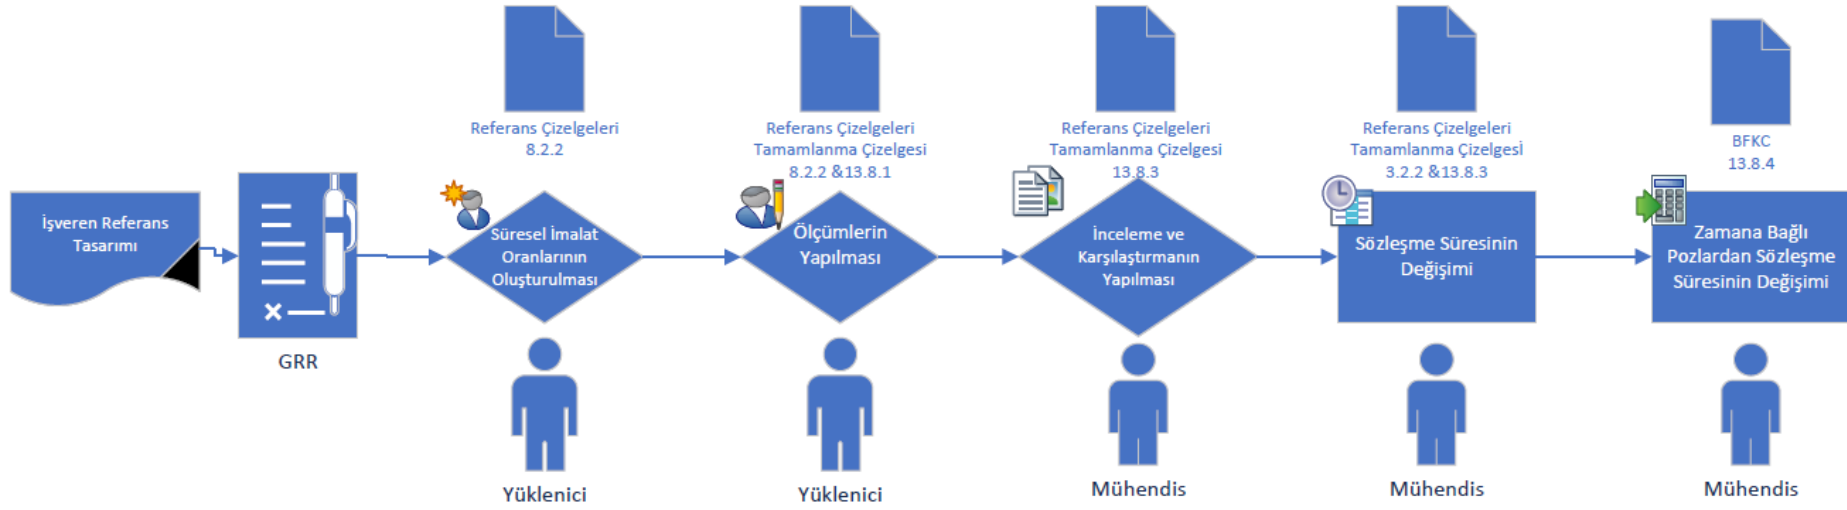 Referans Çizelgeleri
8.2.2
Referans Çizelgeleri
Tamamlanma Çizelgesi
8.2.2 &13.8.1
Referans Çizelgeleri
Tamamlanma Çizelgesi
13.8.3
Referans Çizelgeleri
Tamamlanma Çizelgesİ
3.2.2 &13.8.3
BFKC
13.8.4
İşveren Referans
Tasarımı
GRR
Süresel İmalat
Oranlarının
Oluşturulması
Ölçümlerin
Yapılması
İnceleme ve
Karşılaştırmanın
Yapılması
Sözleşme Süresinin
Değişimi
Zamana Bağlı
Pozlardan Sözleşme
Süresinin Değişimi
Yüklenici
Yüklenici
Mühendis
Mühendis
Mühendis